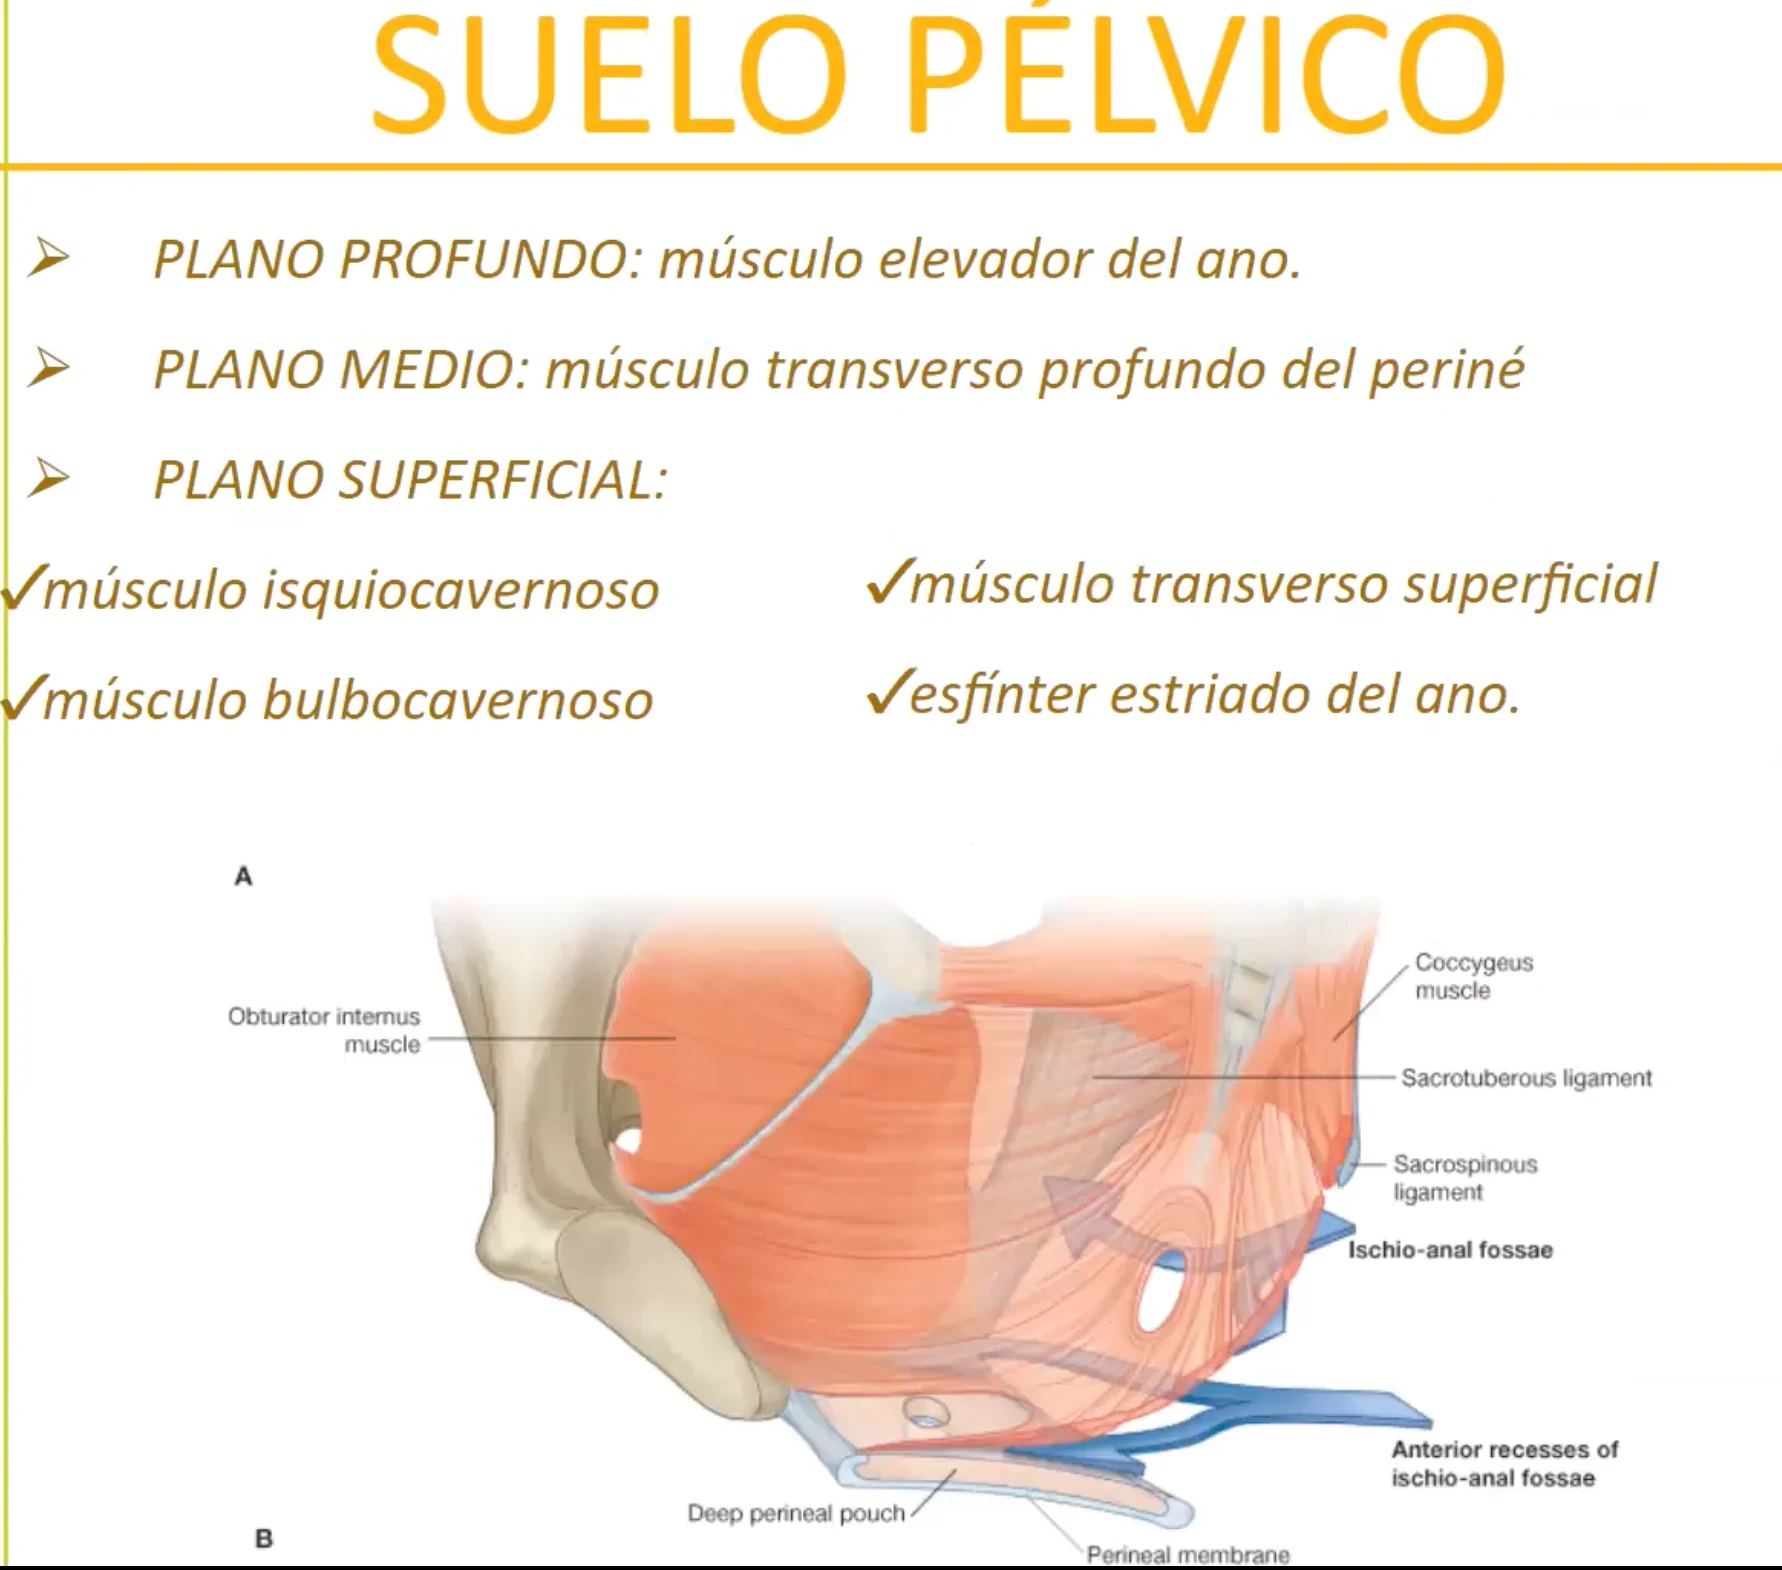 SUELO PÉLVICO
PLANO PROFUNDO: músculo elevador del ano.
PLANO MEDIO: músculo transverso profundo del periné
PLANO SUPERFICIAL:
músculo isquiocavernoso
músculo transverso superficial
músculo bulbocavernoso
esfínter estriado del ano.
A
Coccygeus
muscle
Obturator internus
muscle
Sacrotuberous ligament
Sacrospinous
ligament
Ischio-anal fossae
Anterior recesses of
ischio-anal fossae
Deep perineal pouch
B
Perineal membrane